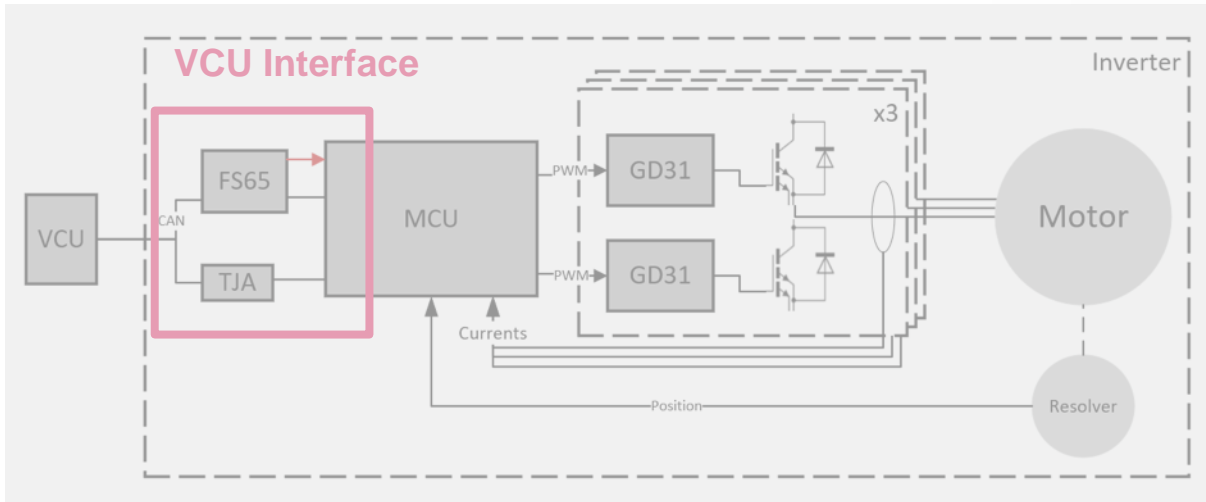 VCU Interface
Inverter
x3
FS65
GD31
PWM
CAN
MCU
Motor
VCU
TJA
PWM
GD31
Currents
Position
Resolver